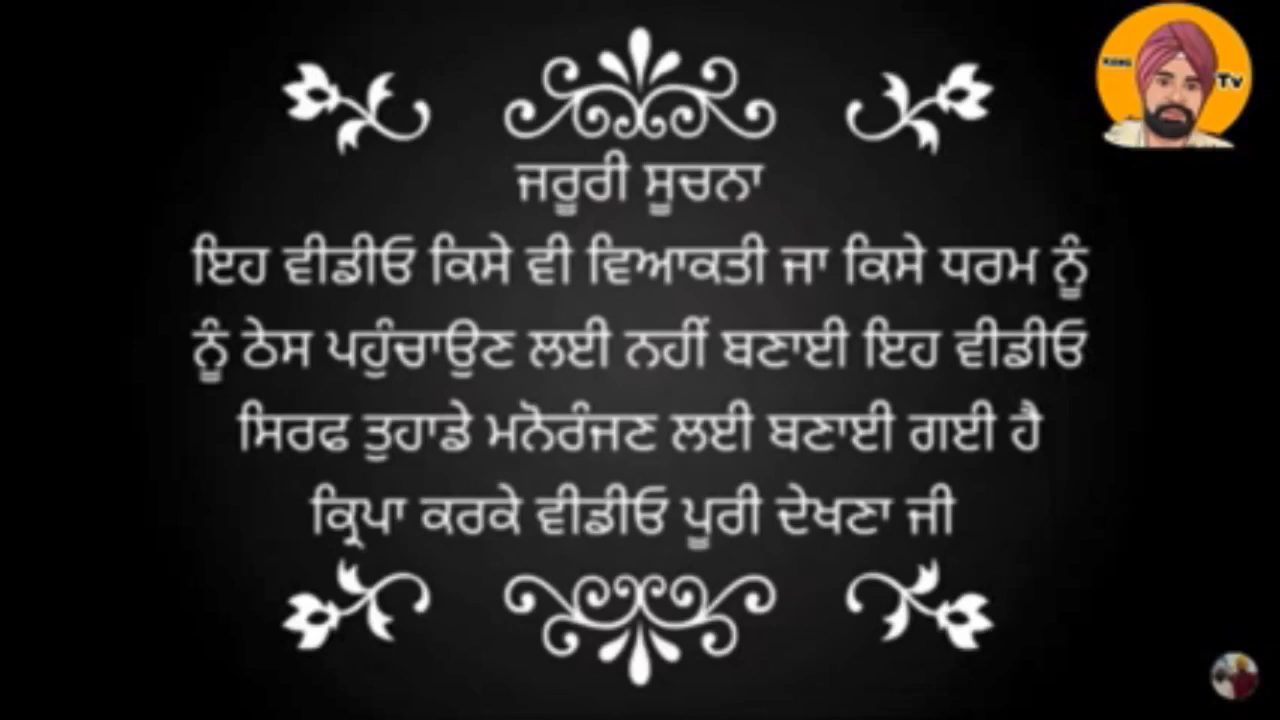 ਜਰੂਰੀ ਸੂਚਨਾ
ਇਹ ਵੀਡੀਓ ਕਿਸੇ ਵੀ ਵਿਆਕਤੀ ਜਾ ਕਿਸੇ ਧਰਮ ਨੂੰ
ਨੂੰ ਠੇਸ ਪਹੁੰਚਾਉਣ ਲਈ ਨਹੀਂ ਬਣਾਈ ਇਹ ਵੀਡੀਓ
ਸਿਰਫ ਤੁਹਾਡੇ ਮਨੋਰੰਜਣ ਲਈ ਬਣਾਈ ਗਈ ਹੈ
ਕ੍ਰਿਪਾ ਕਰਕੇ ਵੀਡੀਓ ਪੂਰੀ ਦੇਖਣਾ ਜੀ
Tv